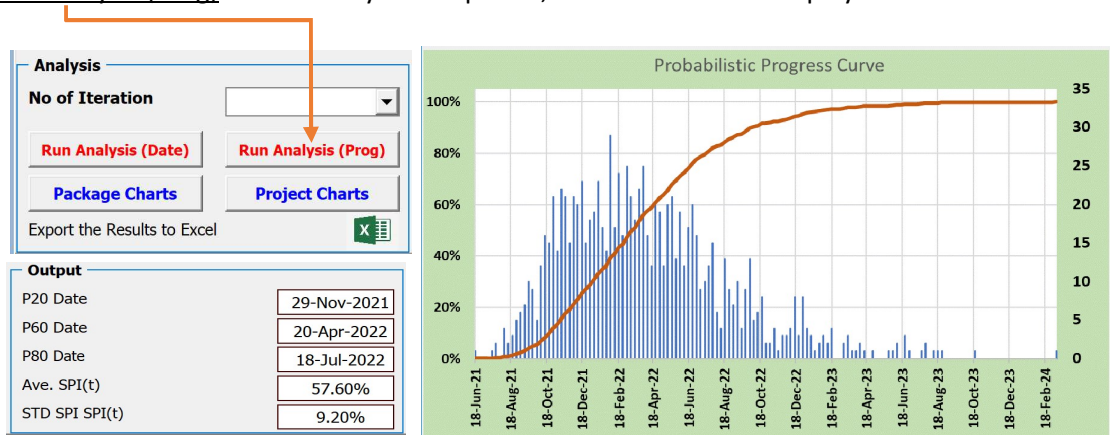 Analysis
No of Iteration
Run Analysis (Date)
Run Analysis (Prog)
Package Charts
Project Charts
Export the Results to Excel
X
Output
P20 Date
29-Nov-2021
P60 Date
20-Apr-2022
P80 Date
18-Jul-2022
Ave. SPI(t)
57.60%
STD SPI SPI(t)
9.20%
Probabilistic Progress Curve
100%
80%
60%
40%
20%
0%
35
30
25
20
15
10
5
0
18-Jun-21
18-Aug-21
18-Oct-21
18-Dec-21
18-Feb-22
18-Apr-22
18-Jun-22
18-Aug-22
18-Oct-22
18-Dec-22
18-Feb-23
18-Apr-23
18-Jun-23
18-Aug-23
18-Oct-23
18-Dec-23
18-Feb-24